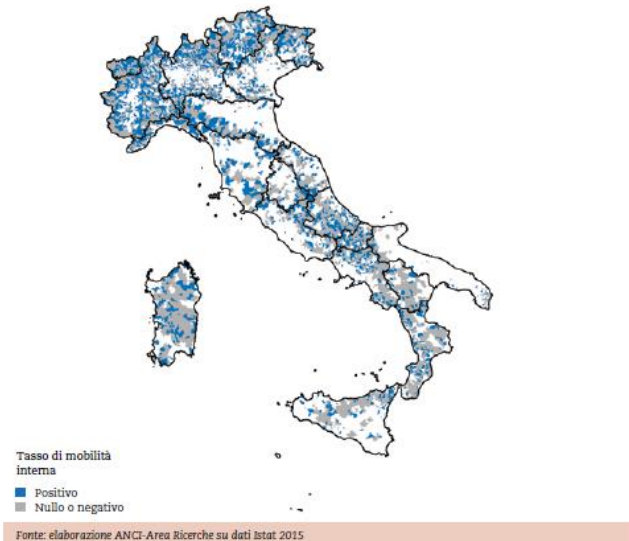 Tasso di mobilità
interna
Positivo
Nullo o negativo
Fonte: elaborazione ANCI-Area Ricerche su dati Istat 2015